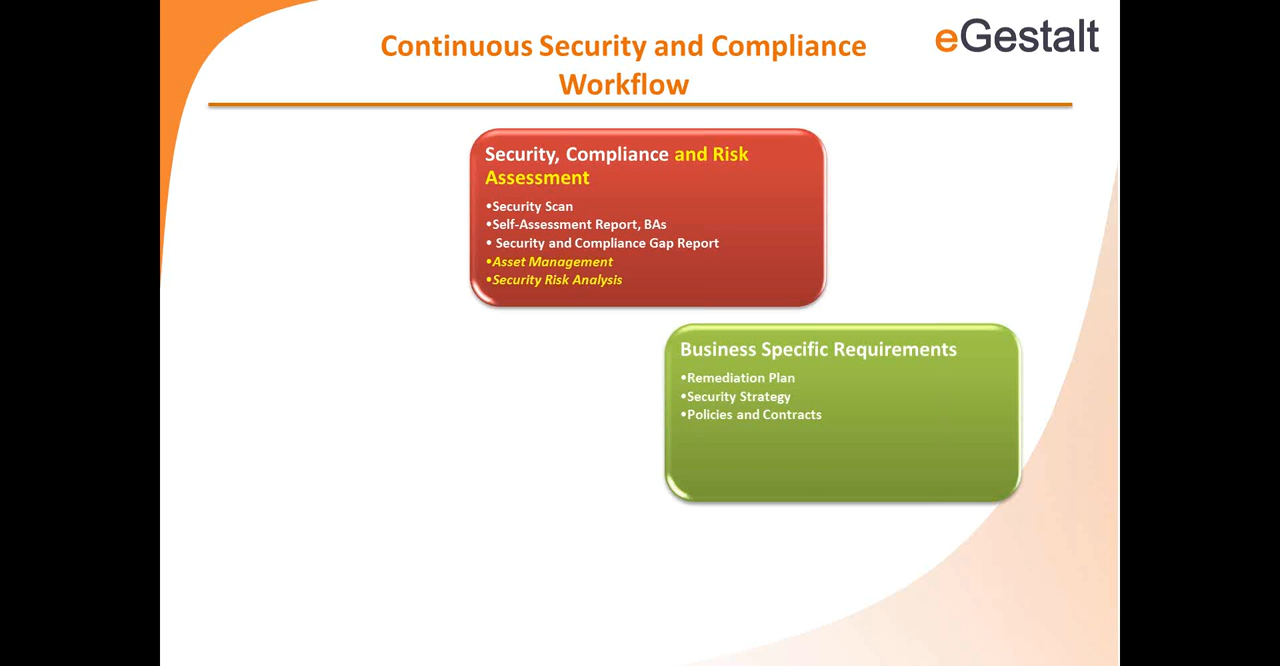 Continuous Security and Compliance
Workflow
eGestalt
Security, Compliance and Risk
Assessment
•Security Scan
•Self-Assessment Report, BAs
• Security and Compliance Gap Report
•Asset Management
•Security Risk Analysis
Business Specific Requirements
•Remediation Plan
•Security Strategy
•Policies and Contracts